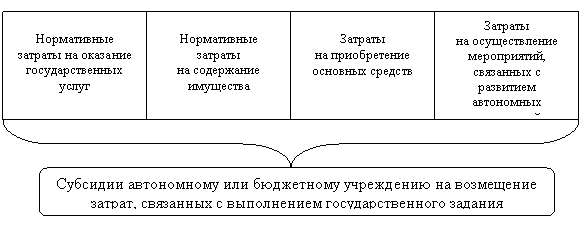 Нормативные
затраты на оказание
государственных
услуг
Нормативные
затраты
на содержание
имущества
Затраты
на приобретение
основных средств
Затраты
на осуществление
мероприятий,
связанных с
развитием
автономных
Субсидии автономному или бюджетному учреждению на возмещение
затрат, связанных с выполнением государственного задания